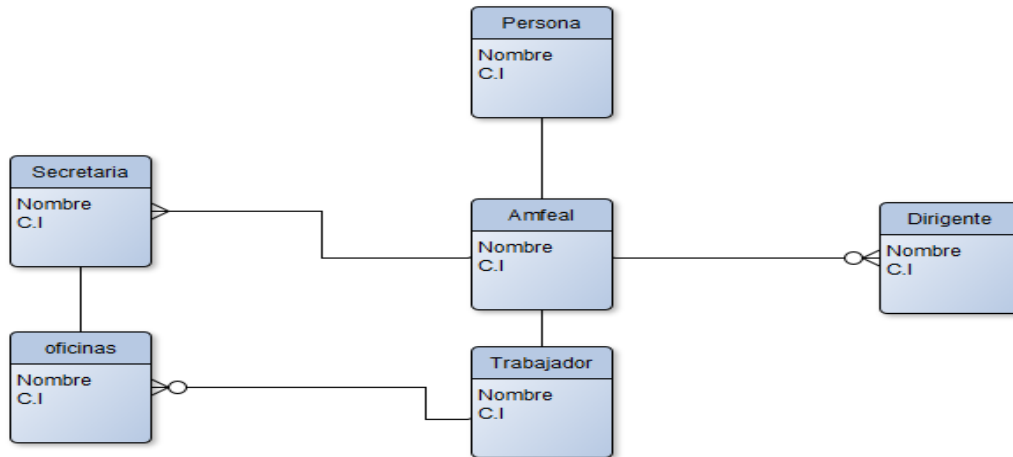 Persona
Nombre
C.I
Secretaria
Nombre
C.I
Amfeal
Nombre
C.I
Dirigente
Nombre
C.I
oficinas
Nombre
C.I
Trabajador
Nombre
C.I